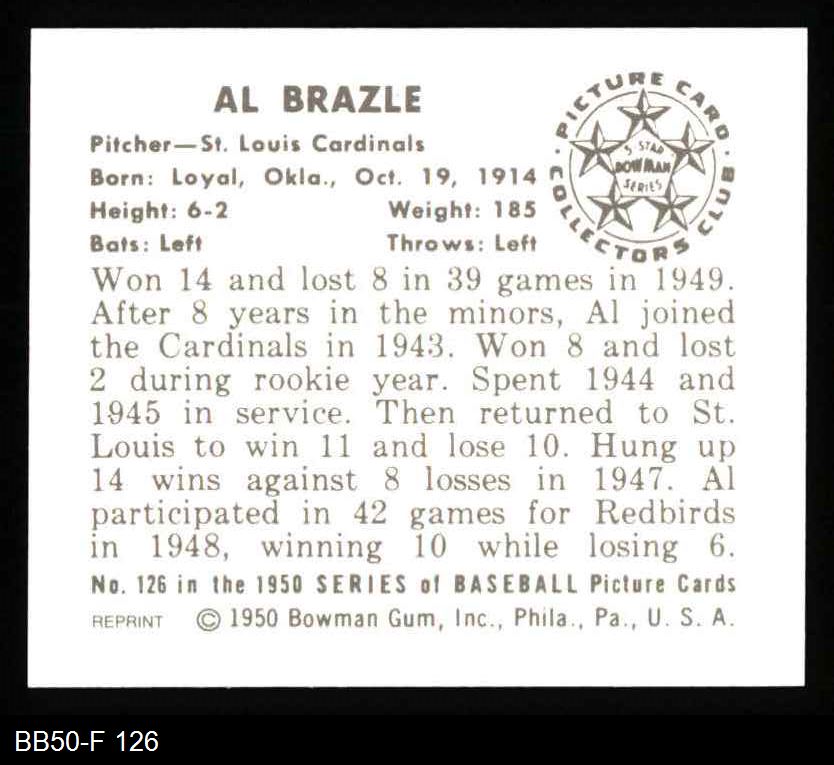 AL BRAZLE
Pitcher—St. Louis Cardinals
Born: Loyal, Okla., Oct. 19, 1914
Height: 6-2 Weight: 185
Bats: Left Throws: Left
PICTURE CARD
COLLECTORS CLUB
5 STAR
BOWMAN
SERIES
Won 14 and lost 8 in 39 games in 1949.
After 8 years in the minors, Al joined
the Cardinals in 1943. Won 8 and lost
2 during rookie year. Spent 1944 and
1945 in service. Then returned to St.
Louis to win 11 and lose 10. Hung up
14 wins against 8 losses in 1947. Al
participated in 42 games for Redbirds
in 1948, winning 10 while losing 6.
No. 126 in the 1950 SERIES of BASEBALL Picture Cards
REPRINT © 1950 Bowman Gum, Inc., Phila., Pa., U. S. A.
BB50-F 126